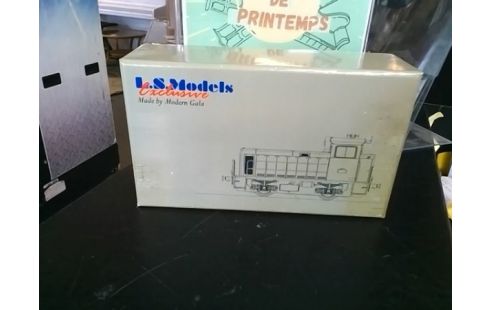 DE
PRINTEMPS
L.S.Models
Exclusive
Made by Modern Gala